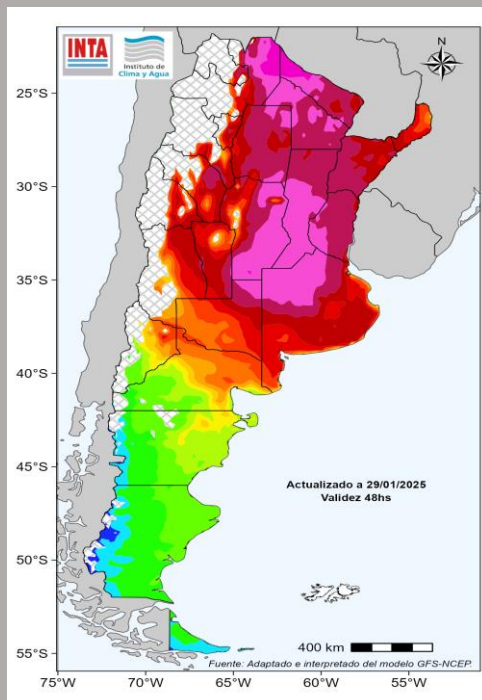 INTA
Instituto de
Clima y Agua
N
25°S
30°S
35°S
40°S
45°S
50°S
55°S
Actualizado a 29/01/2025
Validez 48hs
400 km
Fuente: Adaptado e interpretado del modelo GFS-NCEP.
75°W 70°W 65°W 60°W 55°W